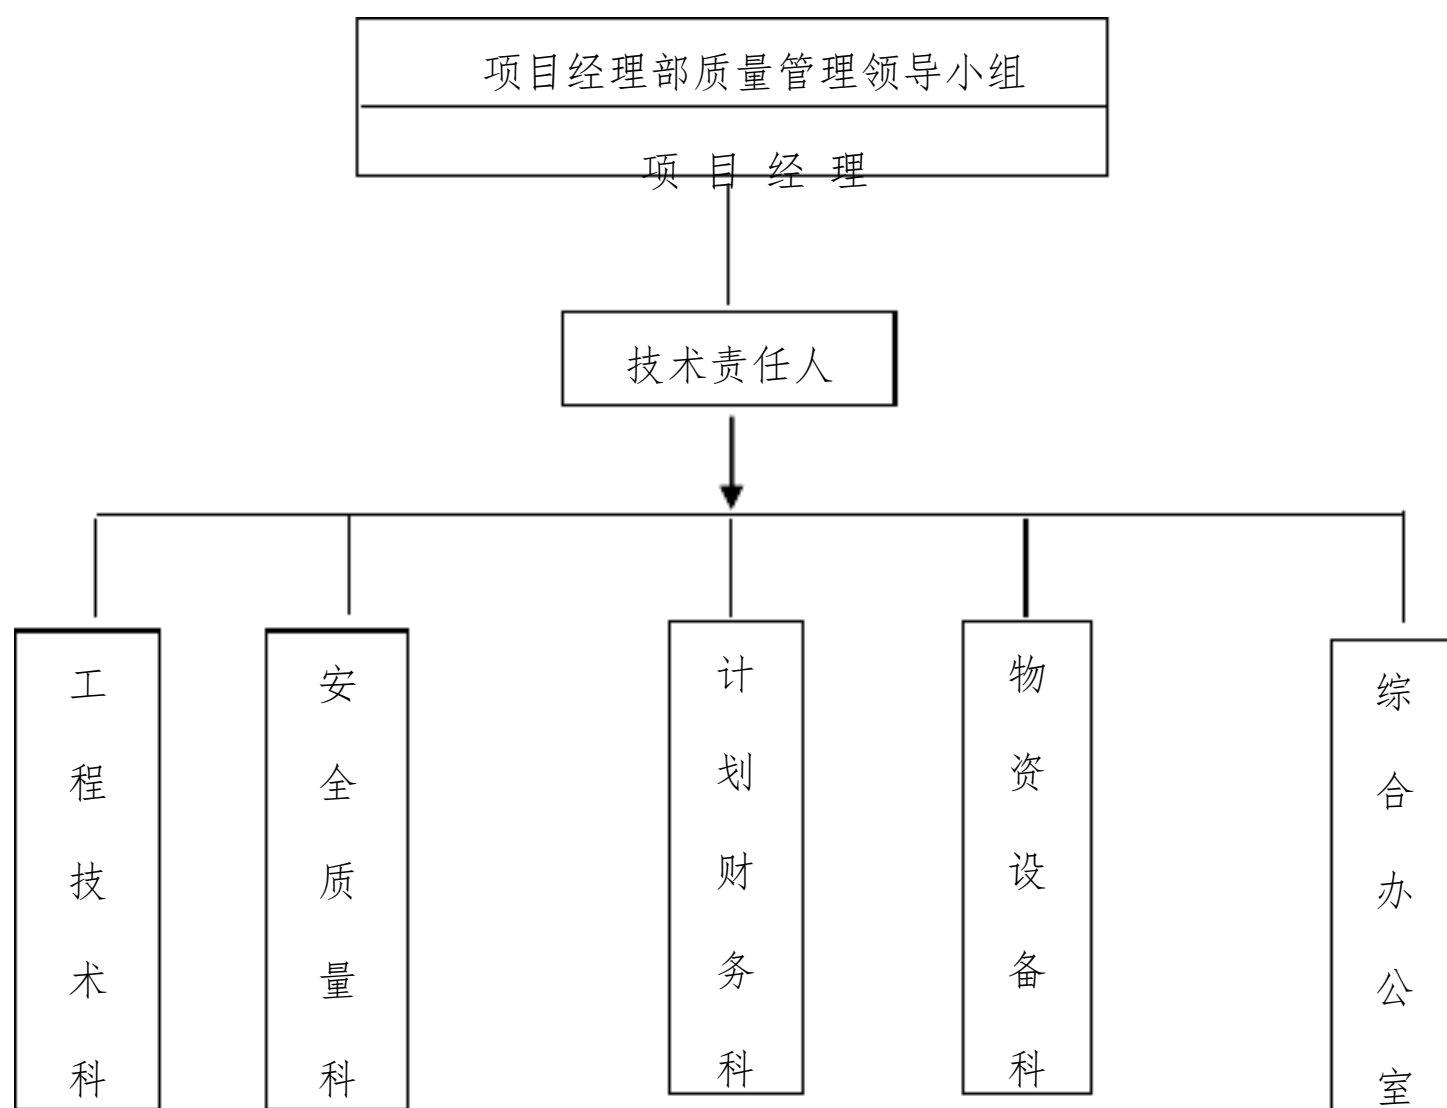 项目经理部质量管理领导小组
项目经理
技术责任人
工程技术科
安全质量科
计划财务科
物资设备科
综合办公室